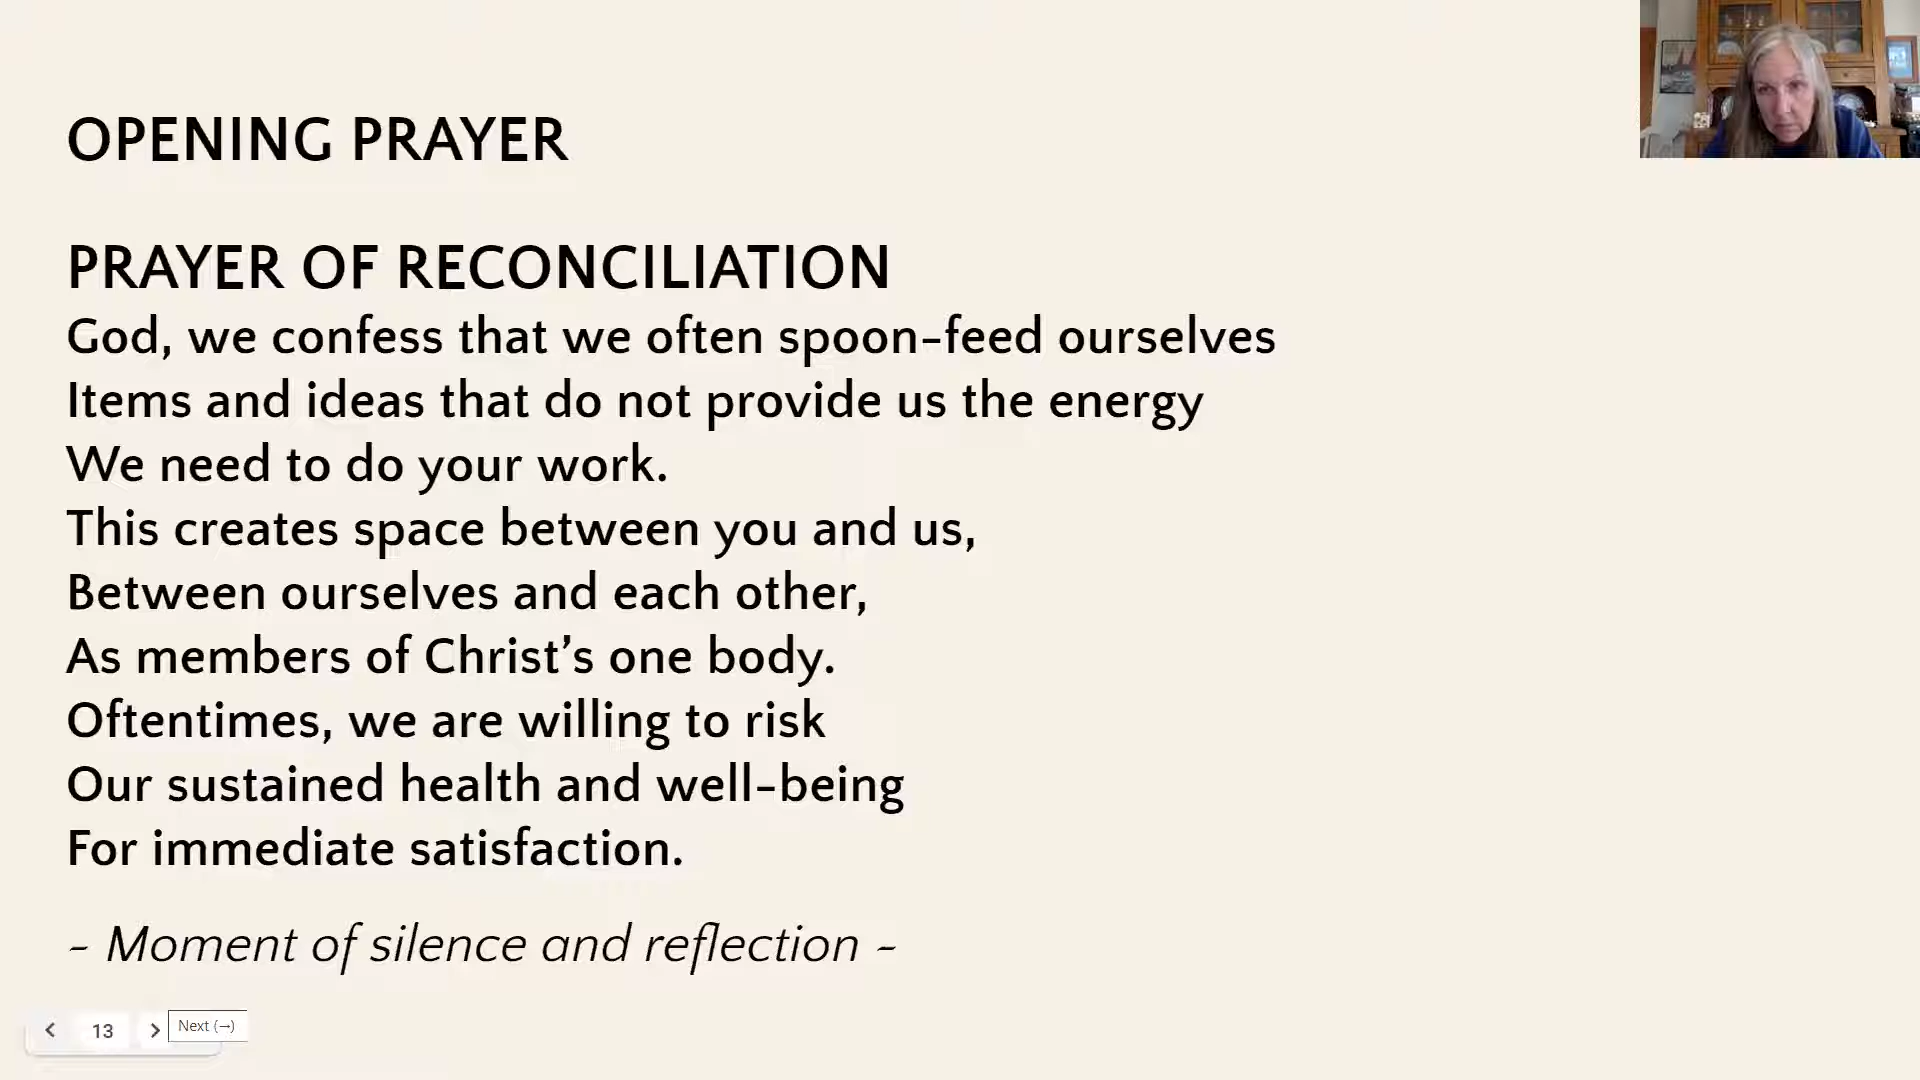 OPENING PRAYER
PRAYER OF RECONCILIATION
God, we confess that we often spoon-feed ourselves
Items and ideas that do not provide us the energy
We need to do your work.
This creates space between you and us,
Between ourselves and each other,
As members of Christ’s one body.
Oftentimes, we are willing to risk
Our sustained health and well-being
For immediate satisfaction.
- Moment of silence and reflection -
13
Next (→)